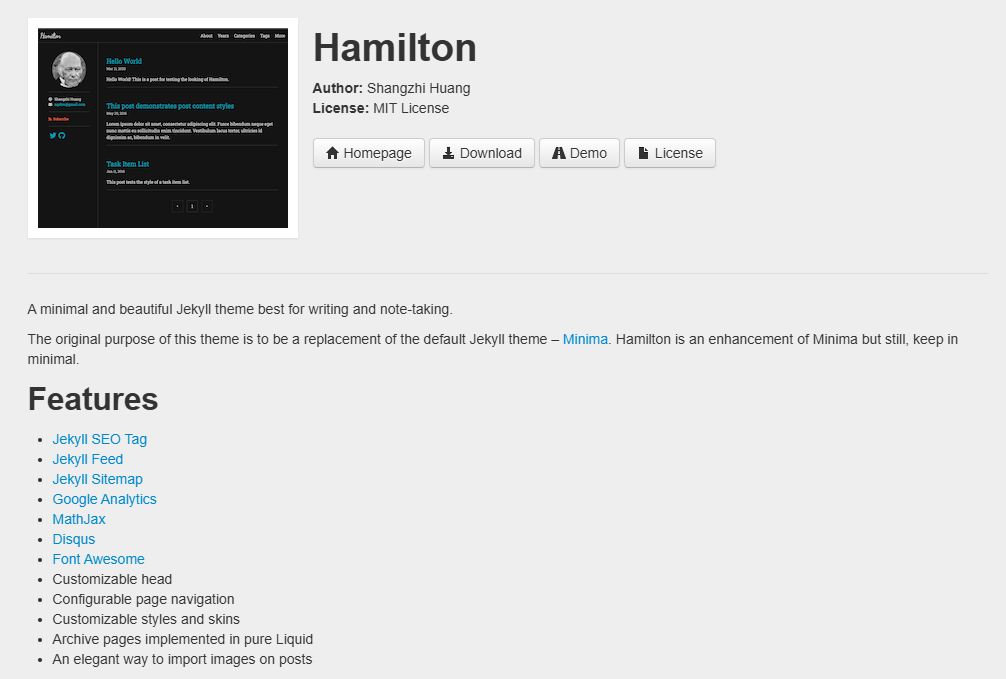 Hamilton
About Years Categories Tags More
Hello World
Mar 11, 2020
Hello World! This is a post for testing the looking of Hamilton.
Shangzhi Huang
Subscribe
This post demonstrates post content styles
May 20, 2016
Lorem ipsum dolor sit amet, consectetur adipiscing elit. Fusce bibendum neque eget
nunc mattis eu sollicitudin enim tincidunt. Vestibulum lacus tortor, ultricies id
dignissim ac, bibendum in velit.
Task Item List
This post tests the style of a task item list.
1
Hamilton
Author: Shangzhi Huang
License: MIT License
Homepage Download Demo License
A minimal and beautiful Jekyll theme best for writing and note-taking.
The original purpose of this theme is to be a replacement of the default Jekyll theme – Minima. Hamilton is an enhancement of Minima but still, keep in
minimal.
Features
Jekyll SEO Tag
Jekyll Feed
Jekyll Sitemap
Google Analytics
MathJax
Disqus
Font Awesome
Customizable head
Configurable page navigation
Customizable styles and skins
Archive pages implemented in pure Liquid
An elegant way to import images on posts